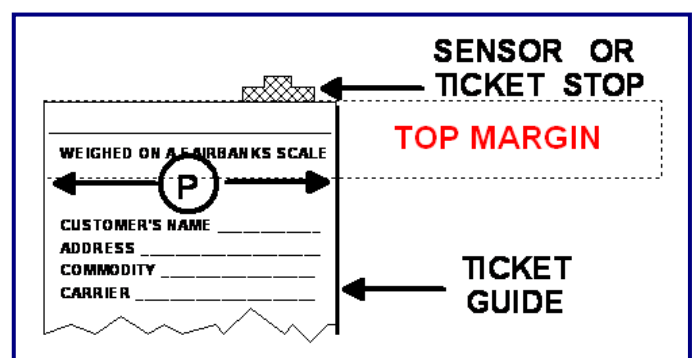 SENSOR OR
TICKET STOP
TOP MARGIN
WEIGHED ON A FAIRBANKS SCALE
P
CUSTOMER'S NAME
ADDRESS
COMMODITY
CARRIER
TICKET
GUIDE